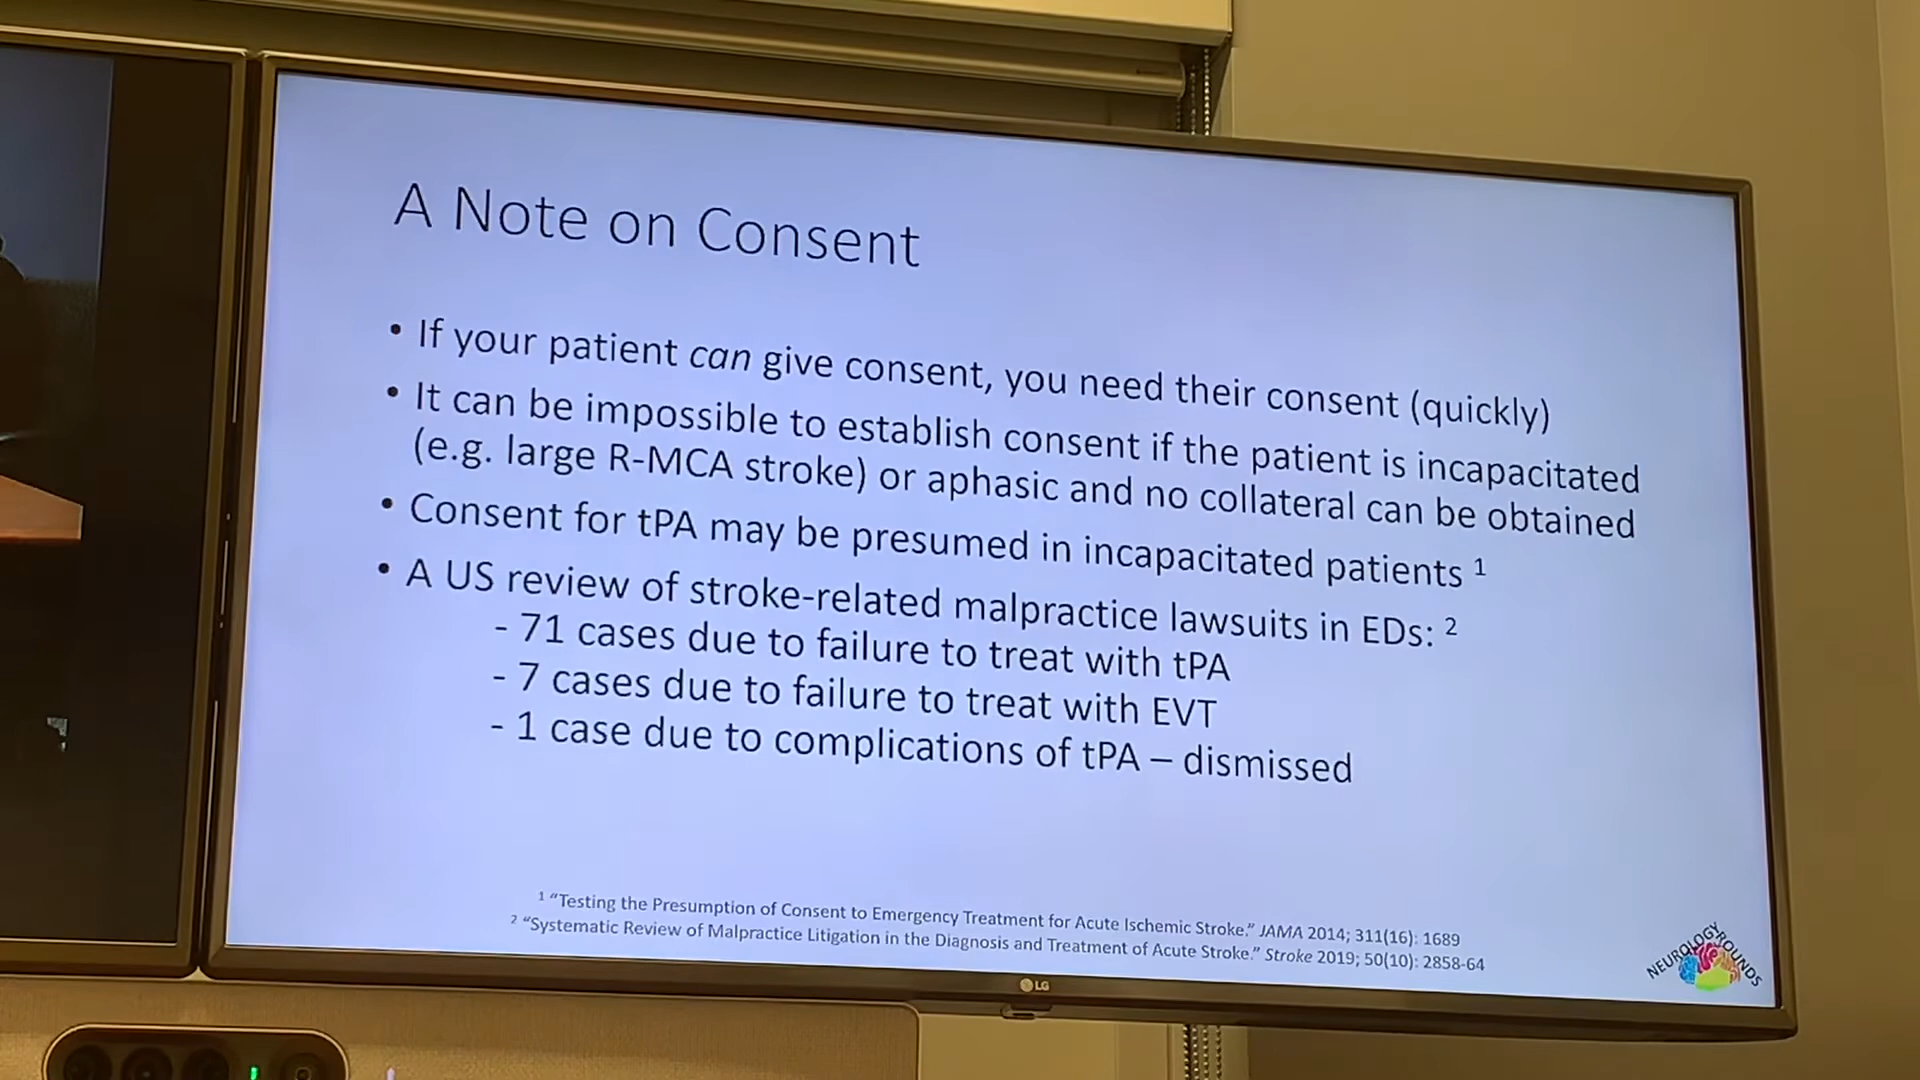 A Note on Consent
• If your patient can give consent, you need their consent (quickly)
• It can be impossible to establish consent if the patient is incapacitated
(e.g. large R-MCA stroke) or aphasic and no collateral can be obtained
• Consent for tPA may be presumed in incapacitated patients ¹
• A US review of stroke-related malpractice lawsuits in EDs: ²
- 71 cases due to failure to treat with tPA
- 7 cases due to failure to treat with EVT
- 1 case due to complications of tPA – dismissed
¹ “Testing the Presumption of Consent to Emergency Treatment for Acute Ischemic Stroke.” JAMA 2014; 311(16): 1689
² “Systematic Review of Malpractice Litigation in the Diagnosis and Treatment of Acute Stroke.” Stroke 2019; 50(10): 2858-64
NEUROLOGY ROUNDS
LG